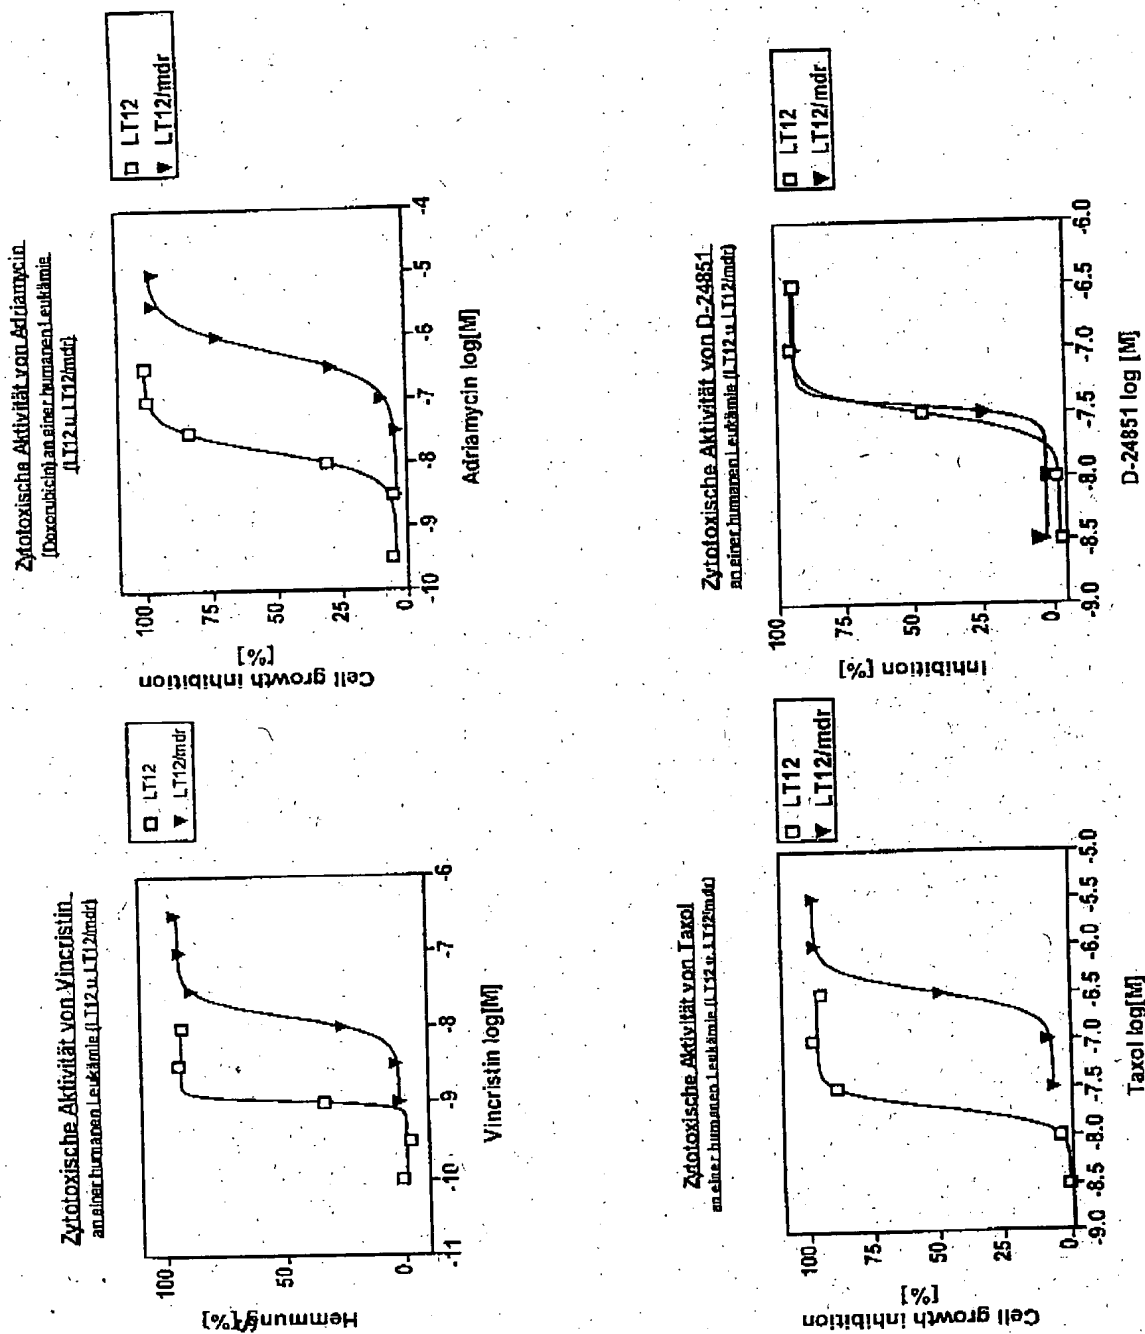 Zytotoxische Aktivität von Vincristin
an einer humanen Leukämie (LT12 u LT12/mdr)
LT12
LT12/mdr
Hemmung
[%]
100
50
0
-11
-10
-9
-8
-7
-6
Vincristin log[M]
Zytotoxische Aktivität von Adriamycin
(Doxorubicin) an einer humanen Leukämie
(LT12 u LT12/mdr)
LT12
LT12/mdr
Cell growth inhibition
[%]
100
75
50
25
0
-10
-9
-8
-7
-6
-5
-4
Adriamycin log[M]
Zytotoxische Aktivität von Taxol
an einer humanen Leukämie (LT12 u. LT12/mdr)
LT12
LT12/mdr
Cell growth inhibition
[%]
100
75
50
25
0
-9.0
-8.5
-8.0
-7.5
-7.0
-6.5
-6.0
-5.5
-5.0
Taxol log[M]
Zytotoxische Aktivität von D-24851
an einer humanen Leukämie (LT12 u LT12/mdr)
LT12
LT12/mdr
Inhibition [%]
100
75
50
25
0
-9.0
-8.5
-8.0
-7.5
-7.0
-6.5
-6.0
D-24851 log [M]